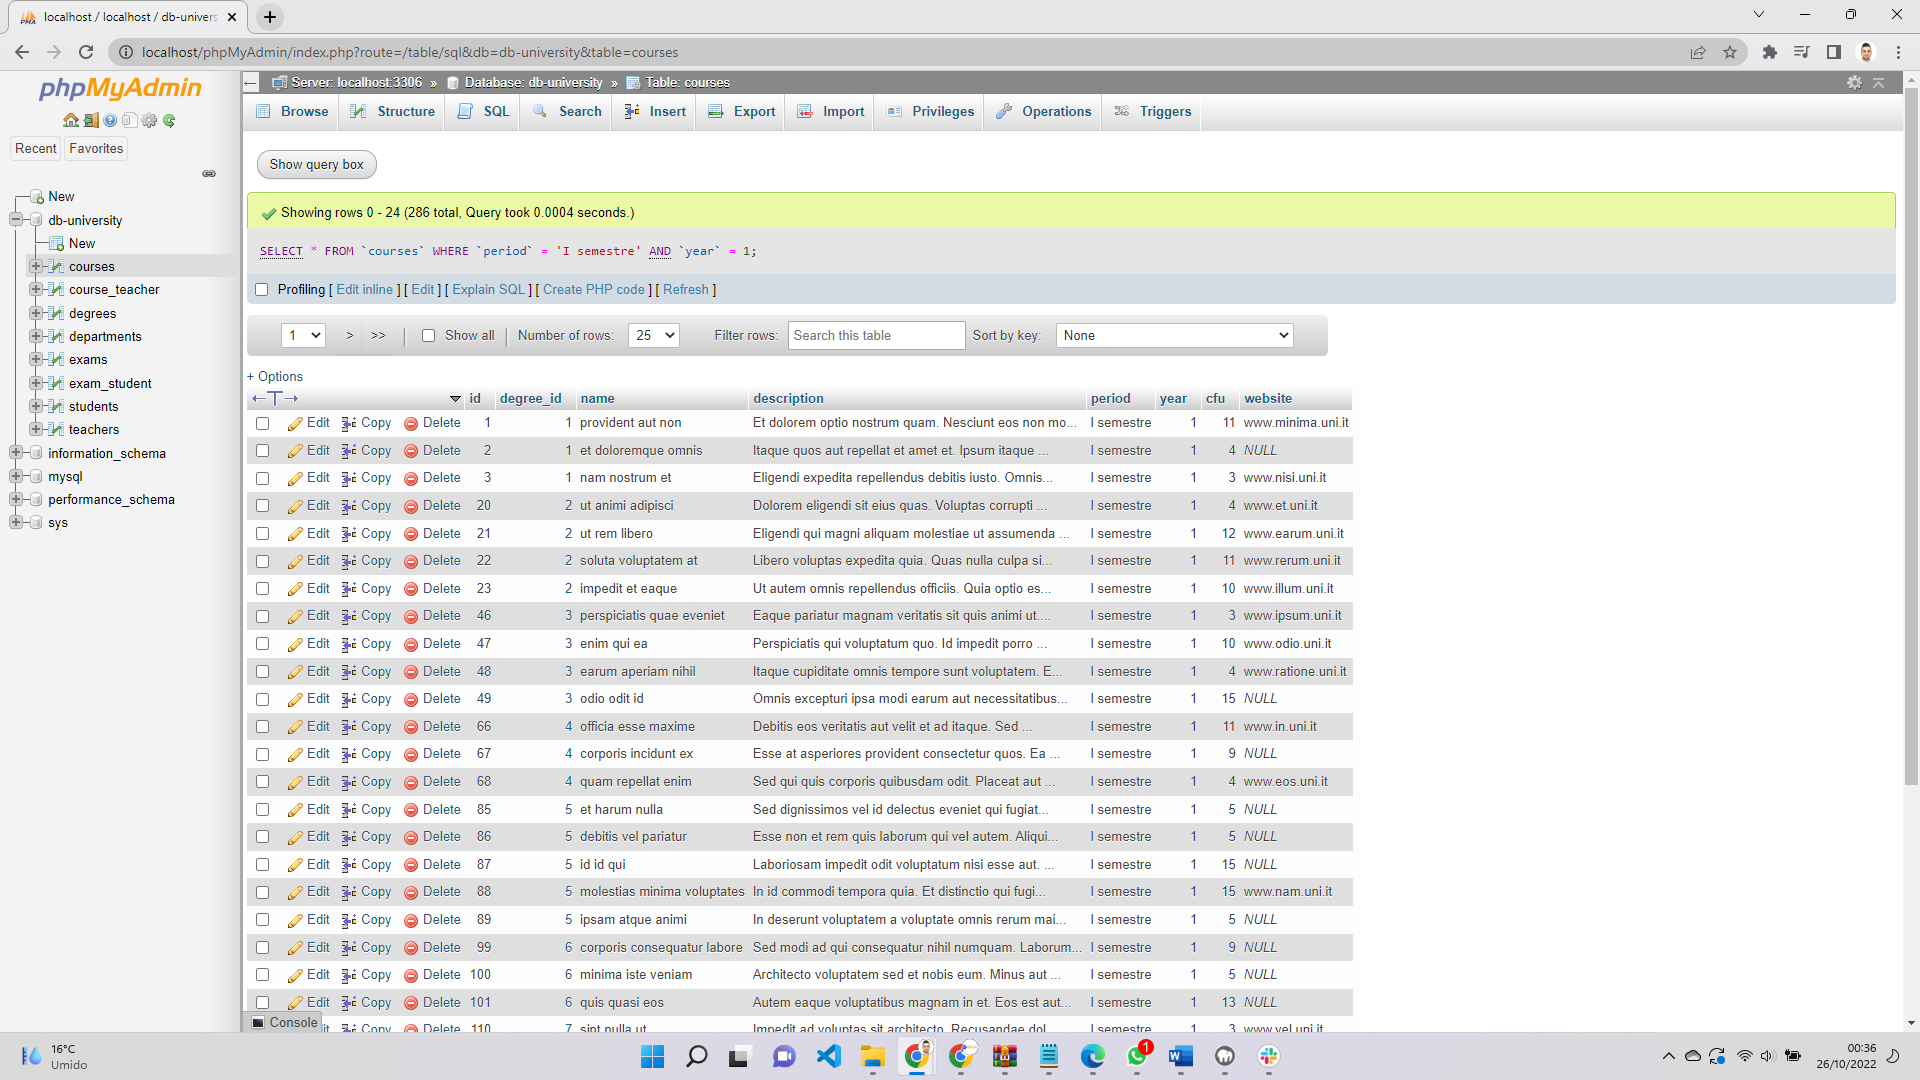 localhost / localhost / db-univers
localhost/phpMyAdmin/index.php?route=/table/sql&db=db-university&table=courses
phpMyAdmin
Recent Favorites
New
db-university
New
courses
course_teacher
degrees
departments
exams
exam_student
students
teachers
information_schema
mysql
performance_schema
sys
Server: localhost:3306 » Database: db-university » Table: courses
Browse Structure SQL Search Insert Export Import Privileges Operations Triggers
Show query box
Showing rows 0 - 24 (286 total, Query took 0.0004 seconds.)
SELECT * FROM `courses` WHERE `period` = 'I semestre' AND `year` = 1;
Profiling [ Edit inline ] [ Edit ] [ Explain SQL ] [ Create PHP code ] [ Refresh ]
1 > >> | Show all | Number of rows: 25 Filter rows: Search this table Sort by key: None
+ Options
←T→ id degree_id name description period year cfu website
Edit Copy Delete 1 1 provident aut non Et dolorem optio nostrum quam. Nesciunt eos non mo... I semestre 1 11 www.minima.uni.it
Edit Copy Delete 2 1 et doloremque omnis Itaque quos aut repellat et amet et. Ipsum itaque ... I semestre 1 4 NULL
Edit Copy Delete 3 1 nam nostrum et Eligendi expedita repellendus debitis iusto. Omnis... I semestre 1 3 www.nisi.uni.it
Edit Copy Delete 20 2 ut animi adipisci Dolorem eligendi sit eius quas. Voluptas corrupti ... I semestre 1 4 www.et.uni.it
Edit Copy Delete 21 2 ut rem libero Eligendi qui magni aliquam molestiae ut assumenda ... I semestre 1 12 www.earum.uni.it
Edit Copy Delete 22 2 soluta voluptatem at Libero voluptas expedita quia. Quas nulla culpa si... I semestre 1 11 www.rerum.uni.it
Edit Copy Delete 23 2 impedit et eaque Ut autem omnis repellendus officiis. Quia optio es... I semestre 1 10 www.illum.uni.it
Edit Copy Delete 46 3 perspiciatis quae eveniet Eaque pariatur magnam veritatis sit quis animi ut.... I semestre 1 3 www.ipsum.uni.it
Edit Copy Delete 47 3 enim qui ea Perspiciatis qui voluptatum quo. Id impedit porro ... I semestre 1 10 www.odio.uni.it
Edit Copy Delete 48 3 earum aperiam nihil Itaque cupiditate omnis tempore sunt voluptatem. E... I semestre 1 4 www.ratione.uni.it
Edit Copy Delete 49 3 odio odit id Omnis excepturi ipsa modi earum aut necessitatibus... I semestre 1 15 NULL
Edit Copy Delete 66 4 officia esse maxime Debitis eos veritatis aut velit et ad itaque. Sed ... I semestre 1 11 www.in.uni.it
Edit Copy Delete 67 4 corporis incidunt ex Esse at asperiores provident consectetur quos. Ea ... I semestre 1 9 NULL
Edit Copy Delete 68 4 quam repellat enim Sed qui quis corporis quibusdam odit. Placeat aut ... I semestre 1 4 www.eos.uni.it
Edit Copy Delete 85 5 et harum nulla Sed dignissimos vel id delectus eveniet qui fugiat... I semestre 1 5 NULL
Edit Copy Delete 86 5 debitis vel pariatur Esse non et rem quis laborum qui vel autem. Aliqui... I semestre 1 5 NULL
Edit Copy Delete 87 5 id id qui Laboriosam impedit odit voluptatum nisi esse aut. ... I semestre 1 15 NULL
Edit Copy Delete 88 5 molestias minima voluptates In id commodi tempora quia. Et distinctio qui fugi... I semestre 1 15 www.nam.uni.it
Edit Copy Delete 89 5 ipsam atque animi In deserunt voluptatem a voluptate omnis rerum mai... I semestre 1 5 NULL
Edit Copy Delete 99 6 corporis consequatur labore Sed modi ad qui consequatur nihil numquam. Laborum... I semestre 1 9 NULL
Edit Copy Delete 100 6 minima iste veniam Architecto voluptatem sed et nobis eum. Minus aut ... I semestre 1 5 NULL
Edit Copy Delete 101 6 quis quasi eos Autem eaque voluptatibus magnam in et. Eos est aut... I semestre 1 13 NULL
Edit Copy Delete 110 7 sint nulla ut Impedit ad voluptas sit architecto. Recusandae dol... I semestre 1 3 www.vel.uni.it
Console
16°C
Umido
1
00:36
26/10/2022